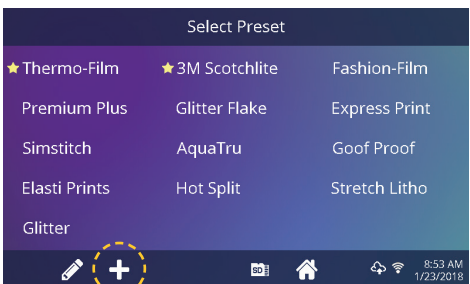 Select Preset
Thermo-Film 3M Scotchlite Fashion-Film
Premium Plus Glitter Flake Express Print
Simstitch AquaTru Goof Proof
Elasti Prints Hot Split Stretch Litho
Glitter
SD 8:53 AM
1/23/2018